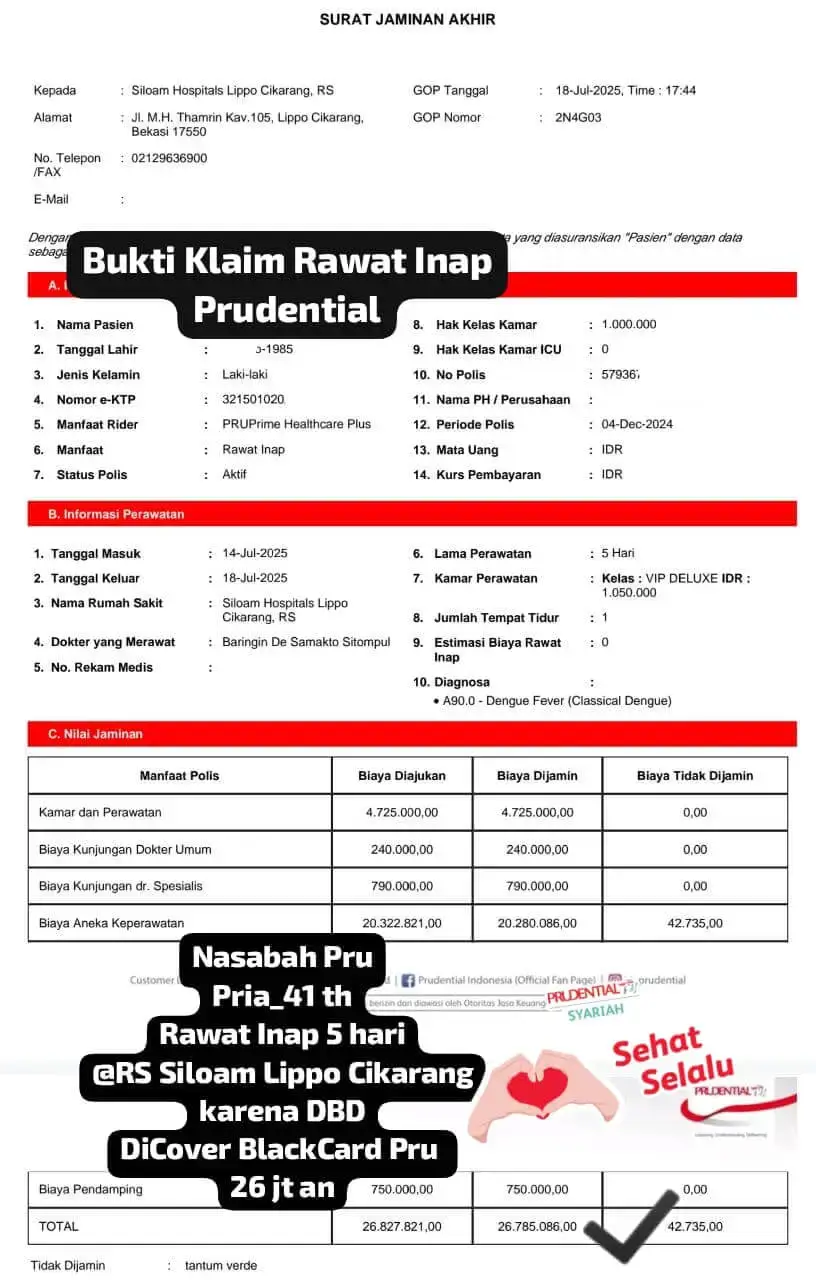 SURAT JAMINAN AKHIR
Kepada : Siloam Hospitals Lippo Cikarang, RS
GOP Tanggal : 18-Jul-2025, Time : 17:44
Alamat : Jl. M.H. Thamrin Kav.105, Lippo Cikarang,
Bekasi 17550
GOP Nomor : 2N4G03
No. Telepon : 02129636900
/FAX
E-Mail :
yang diasuransikan "Pasien" dengan data
Bukti Klaim Rawat Inap
Prudential
A.
1. Nama Pasien
2. Tanggal Lahir : -1985
3. Jenis Kelamin : Laki-laki
4. Nomor e-KTP : 321501020
5. Manfaat Rider : PRUPrime Healthcare Plus
6. Manfaat : Rawat Inap
7. Status Polis : Aktif
8. Hak Kelas Kamar : 1.000.000
9. Hak Kelas Kamar ICU : 0
10. No Polis : 57936
11. Nama PH / Perusahaan :
12. Periode Polis : 04-Dec-2024
13. Mata Uang : IDR
14. Kurs Pembayaran : IDR
B. Informasi Perawatan
1. Tanggal Masuk : 14-Jul-2025
2. Tanggal Keluar : 18-Jul-2025
3. Nama Rumah Sakit : Siloam Hospitals Lippo
Cikarang, RS
4. Dokter yang Merawat : Baringin De Samakto Sitompul
5. No. Rekam Medis :
6. Lama Perawatan : 5 Hari
7. Kamar Perawatan : Kelas : VIP DELUXE IDR :
1.050.000
8. Jumlah Tempat Tidur : 1
9. Estimasi Biaya Rawat : 0
Inap
10. Diagnosa :
• A90.0 - Dengue Fever (Classical Dengue)
C. Nilai Jaminan
Manfaat Polis Biaya Diajukan Biaya Dijamin Biaya Tidak Dijamin
Kamar dan Perawatan 4.725.000,00 4.725.000,00 0,00
Biaya Kunjungan Dokter Umum 240.000,00 240.000,00 0,00
Biaya Kunjungan dr. Spesialis 790.000,00 790.000,00 0,00
Biaya Aneka Keperawatan 20.322.821,00 20.280.086,00 42.735,00
Customer | Prudential Indonesia (Official Fan Page) | prudential
berizin dan diawasi oleh Otoritas Jasa Keuangan
PRUDENTIAL
SYARIAH
Nasabah Pru
Pria_41 th
Rawat Inap 5 hari
@RS Siloam Lippo Cikarang
karena DBD
DiCover BlackCard Pru
26 jt an
Sehat
Selalu
PRUDENTIAL
Listening. Understanding. Delivering.
Biaya Pendamping 750.000,00 750.000,00 0,00
TOTAL 26.827.821,00 26.785.086,00 42.735,00
Tidak Dijamin : tantum verde